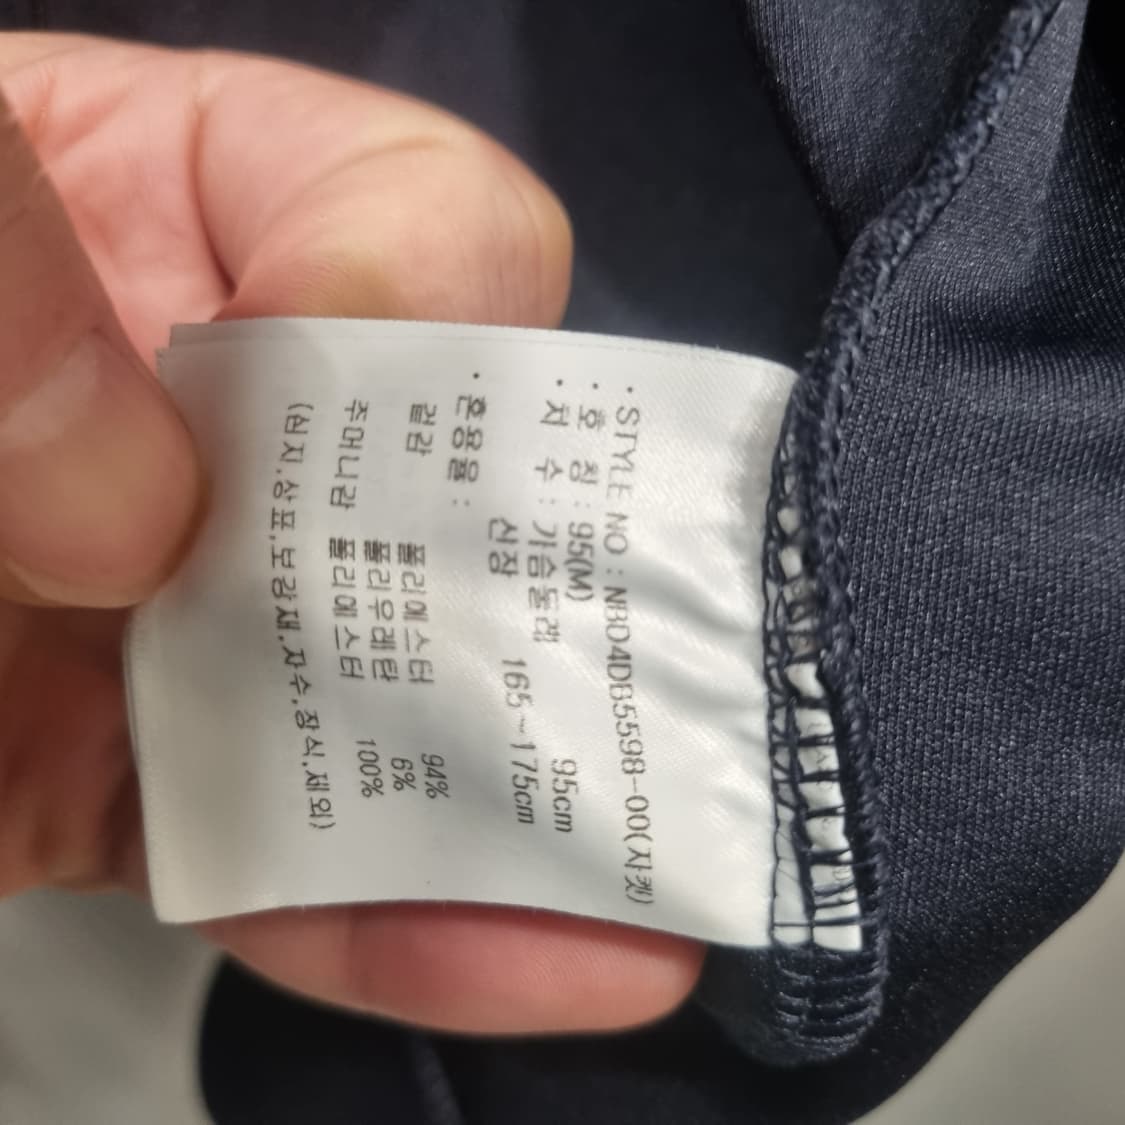 · STYLE NO : NBD4DB5598-00(자켓)
· 호 칭 : 95(M)
· 치 수 : 가슴둘레 95cm
신장 165~175cm
· 혼용율 :
겉감 폴리에스터 94%
폴리우레탄 6%
주머니감 폴리에스터 100%
(심지.상표.보강재.자수.장식.제외)